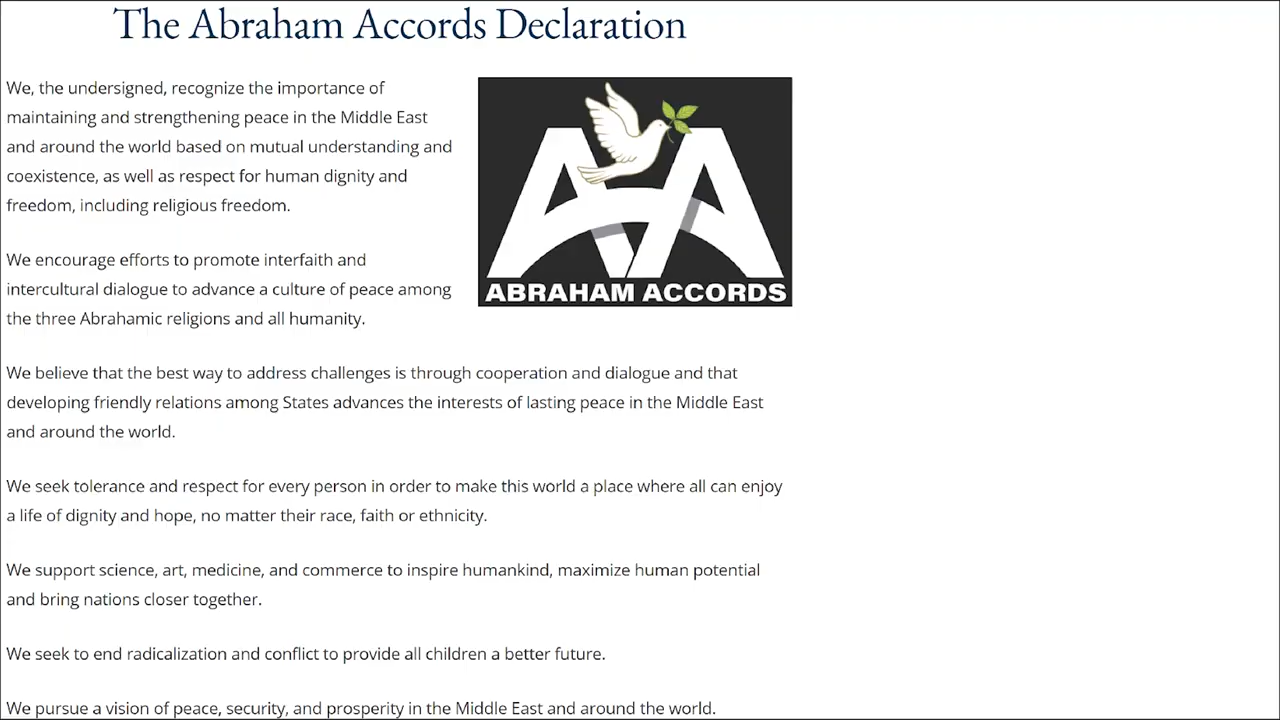 The Abraham Accords Declaration
We, the undersigned, recognize the importance of
maintaining and strengthening peace in the Middle East
and around the world based on mutual understanding and
coexistence, as well as respect for human dignity and
freedom, including religious freedom.
ABRAHAM ACCORDS
We encourage efforts to promote interfaith and
intercultural dialogue to advance a culture of peace among
the three Abrahamic religions and all humanity.
We believe that the best way to address challenges is through cooperation and dialogue and that
developing friendly relations among States advances the interests of lasting peace in the Middle East
and around the world.
We seek tolerance and respect for every person in order to make this world a place where all can enjoy
a life of dignity and hope, no matter their race, faith or ethnicity.
We support science, art, medicine, and commerce to inspire humankind, maximize human potential
and bring nations closer together.
We seek to end radicalization and conflict to provide all children a better future.
We pursue a vision of peace, security, and prosperity in the Middle East and around the world.